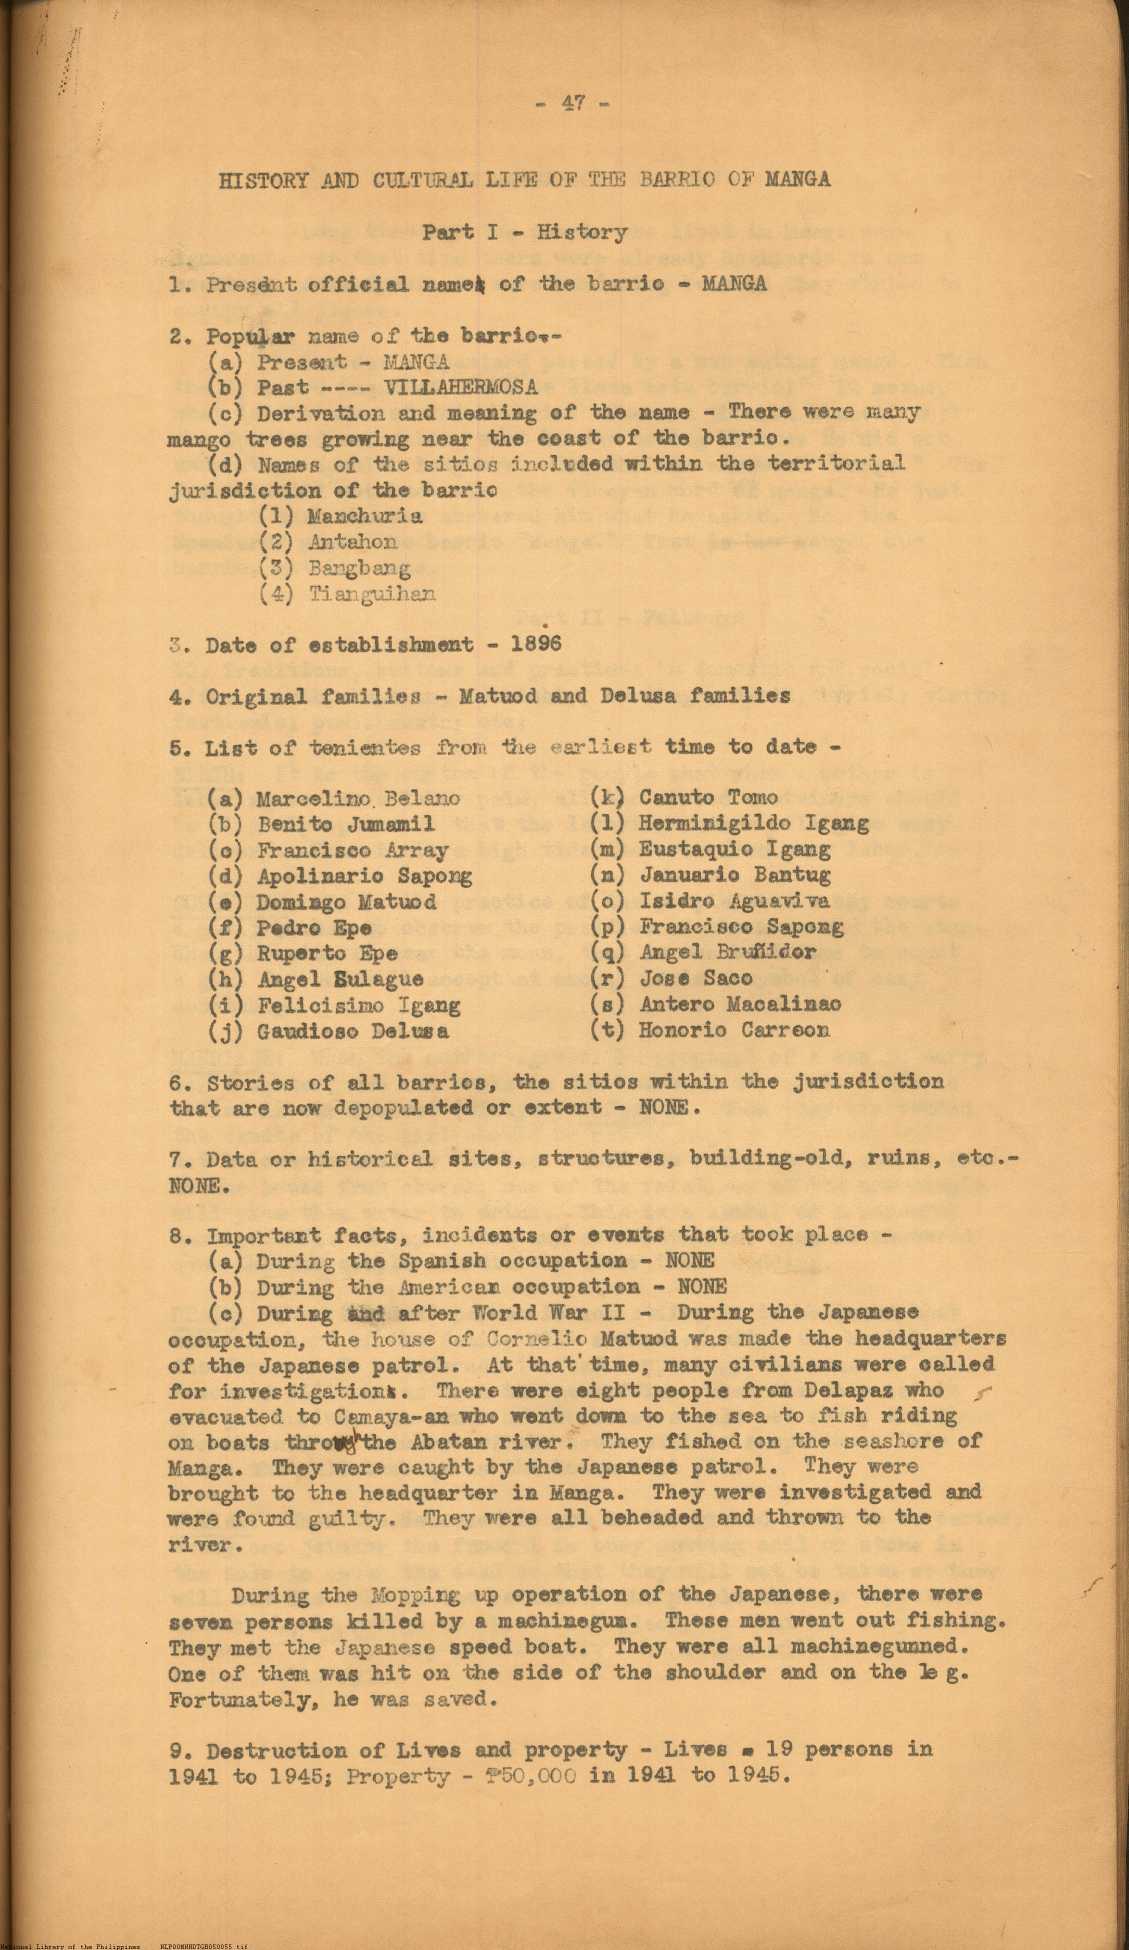 - 47 -
HISTORY AND CULTURAL LIFE OF THE BARRIO OF MANGA
Part I - History
1. Present official name of the barrio - MANGA
2. Popular name of the barrio--
(a) Present - MANGA
(b) Past ---- VILLAHERMOSA
(c) Derivation and meaning of the name - There were many
mango trees growing near the coast of the barrio.
(d) Names of the sitios included within the territorial
jurisdiction of the barrio
(1) Manchuria
(2) Antahon
(3) Bangbang
(4) Tianguihan
3. Date of establishment - 1896
4. Original families - Matuod and Delusa families
5. List of tenientes from the earliest time to date -
(a) Marcelino Belano
(b) Benito Jumamil
(c) Francisco Array
(d) Apolinario Sapong
(e) Domingo Matuod
(f) Pedro Epe
(g) Ruperto Epe
(h) Angel Sulague
(i) Felicisimo Igang
(j) Gaudioso Delusa
(k) Canuto Tomo
(l) Herminigildo Igang
(m) Eustaquio Igang
(n) Januario Bantug
(o) Isidro Aguaviva
(p) Francisco Sapong
(q) Angel Bruñidor
(r) Jose Saco
(s) Antero Macalinao
(t) Honorio Carreon
6. Stories of all barrios, the sitios within the jurisdiction
that are now depopulated or extent - NONE.
7. Data or historical sites, structures, building-old, ruins, etc.-
NONE.
8. Important facts, incidents or events that took place -
(a) During the Spanish occupation - NONE
(b) During the American occupation - NONE
(c) During and after World War II - During the Japanese
occupation, the house of Cornelio Matuod was made the headquarters
of the Japanese patrol. At that time, many civilians were called
for investigation. There were eight people from Delapaz who
evacuated to Camaya-an who went down to the sea to fish riding
on boats through the Abatan river. They fished on the seashore of
Manga. They were caught by the Japanese patrol. They were
brought to the headquarter in Manga. They were investigated and
were found guilty. They were all beheaded and thrown to the
river.
During the Mopping up operation of the Japanese, there were
seven persons killed by a machinegun. These men went out fishing.
They met the Japanese speed boat. They were all machinegunned.
One of them was hit on the side of the shoulder and on the le g.
Fortunately, he was saved.
9. Destruction of Lives and property - Lives - 19 persons in
1941 to 1945; Property - ₱50,000 in 1941 to 1945.
National Library of the Philippines NLPO0MNHDTGB050055.tif